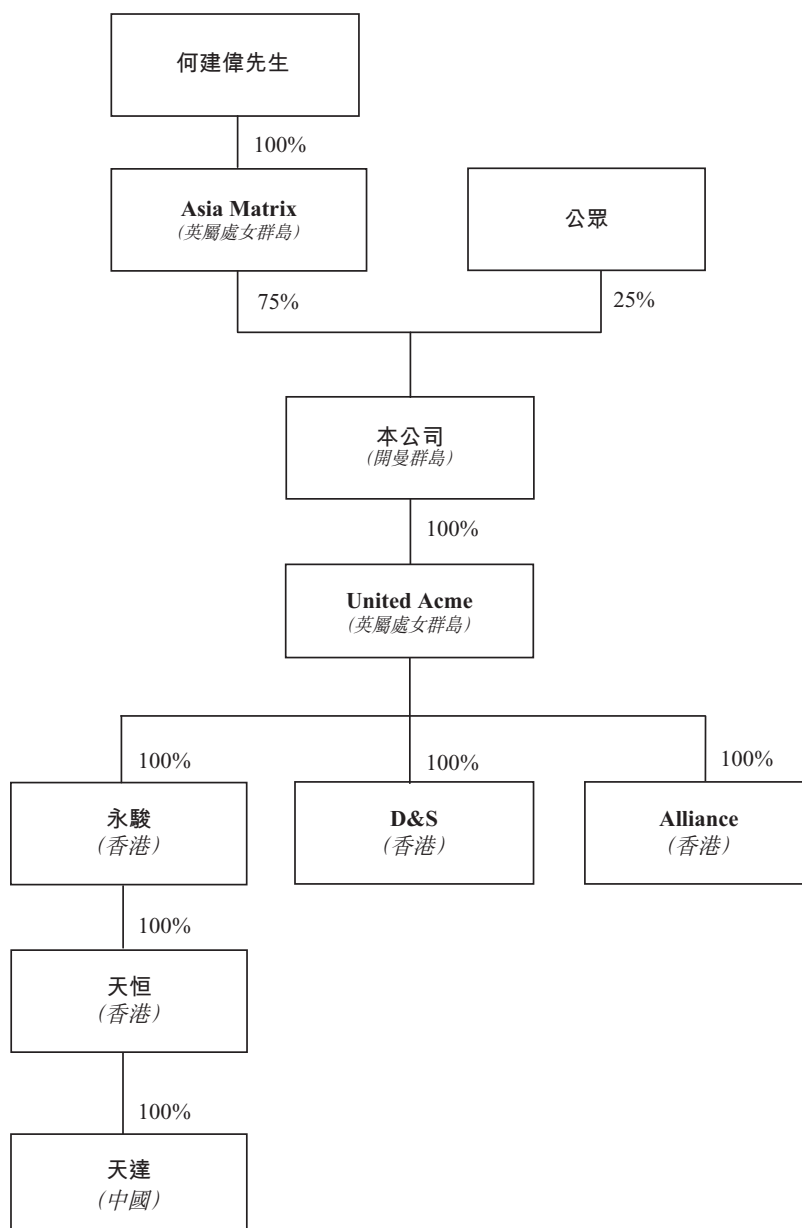 何建偉先生
100%
Asia Matrix
(英屬處女群島)
公眾
75%
25%
本公司
(開曼群島)
100%
United Acme
(英屬處女群島)
100%
100%
100%
永駿
(香港)
D&S
(香港)
Alliance
(香港)
100%
天恒
(香港)
100%
天達
(中國)